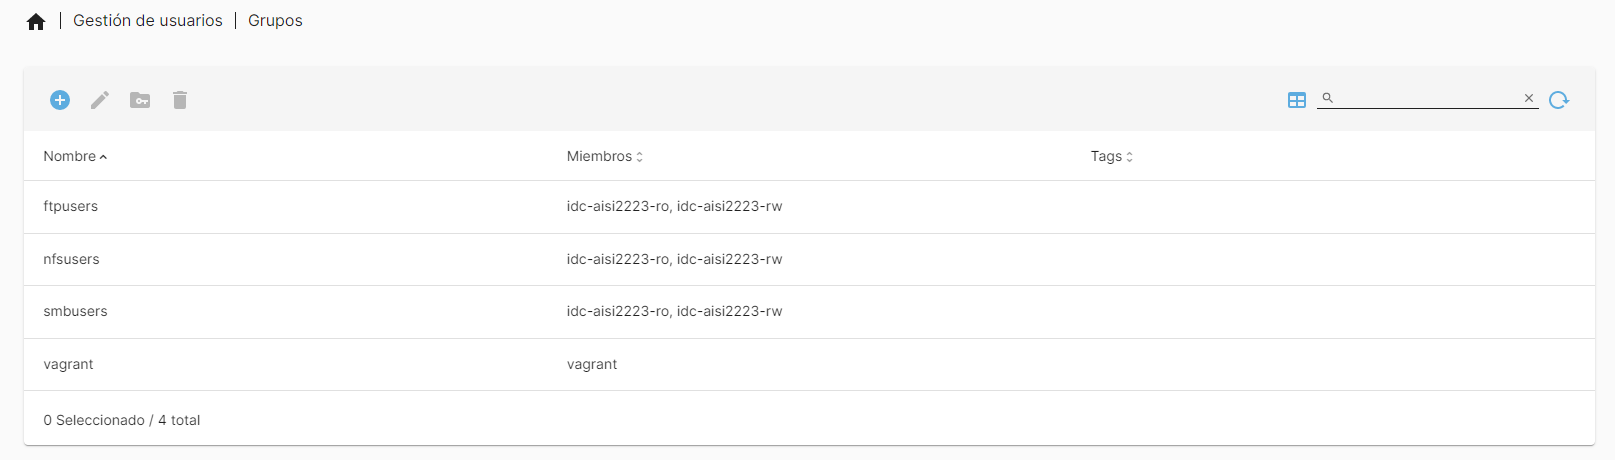 Gestión de usuarios | Grupos
Nombre Miembros Tags
ftpusers idc-aisi2223-ro, idc-aisi2223-rw
nfsusers idc-aisi2223-ro, idc-aisi2223-rw
smbusers idc-aisi2223-ro, idc-aisi2223-rw
vagrant vagrant
0 Seleccionado / 4 total